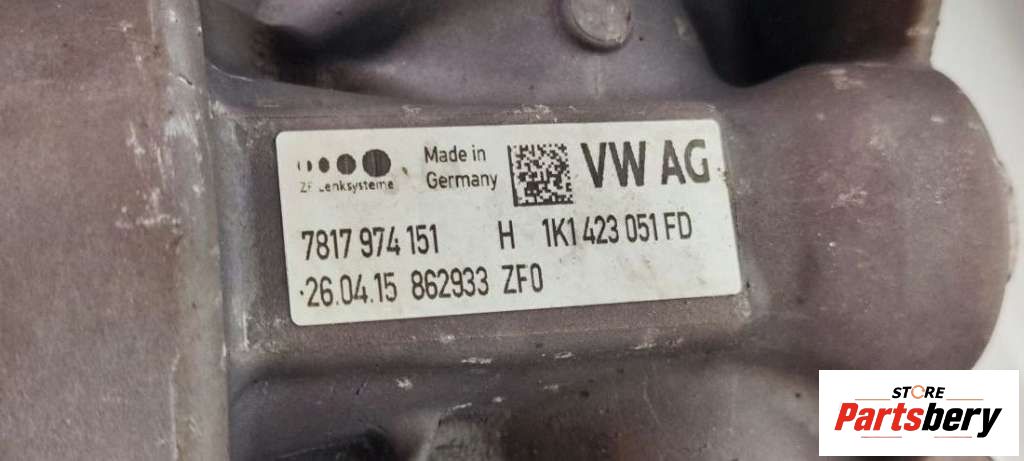 Made in
Germany
VW AG
ZF Lenksysteme
7817 974 151 H 1K1 423 051 FD
26.04.15 862933 ZF0
STORE
Partsbery